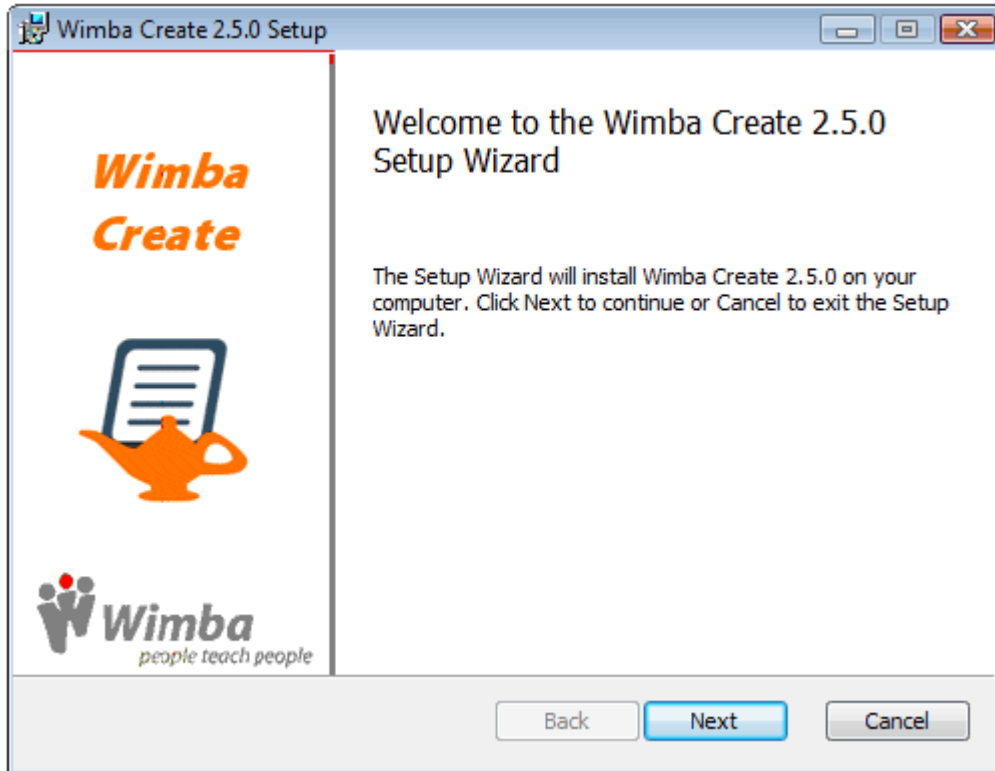 Wimba Create 2.5.0 Setup
Wimba
Create
Wimba
people teach people
Welcome to the Wimba Create 2.5.0
Setup Wizard
The Setup Wizard will install Wimba Create 2.5.0 on your
computer. Click Next to continue or Cancel to exit the Setup
Wizard.
Back
Next
Cancel